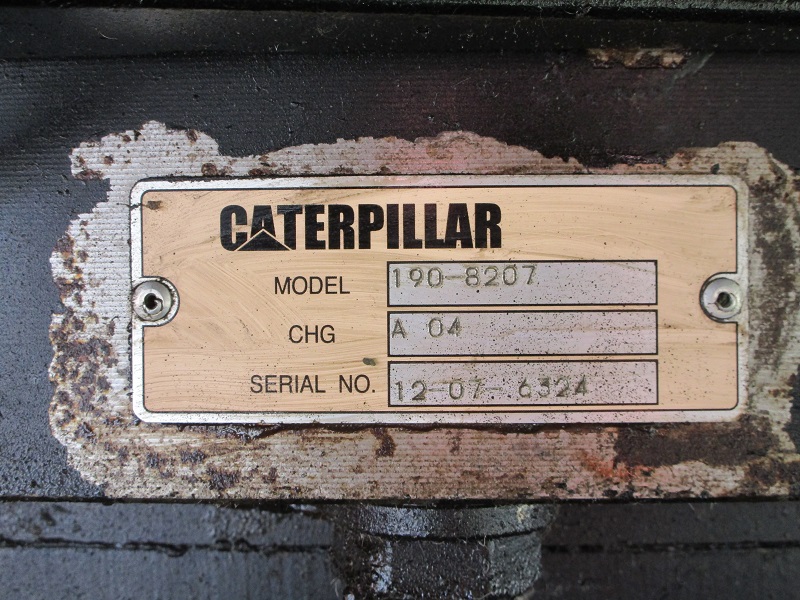 CATERPILLAR
MODEL 190-8207
CHG A 04
SERIAL NO. 12-07-6324